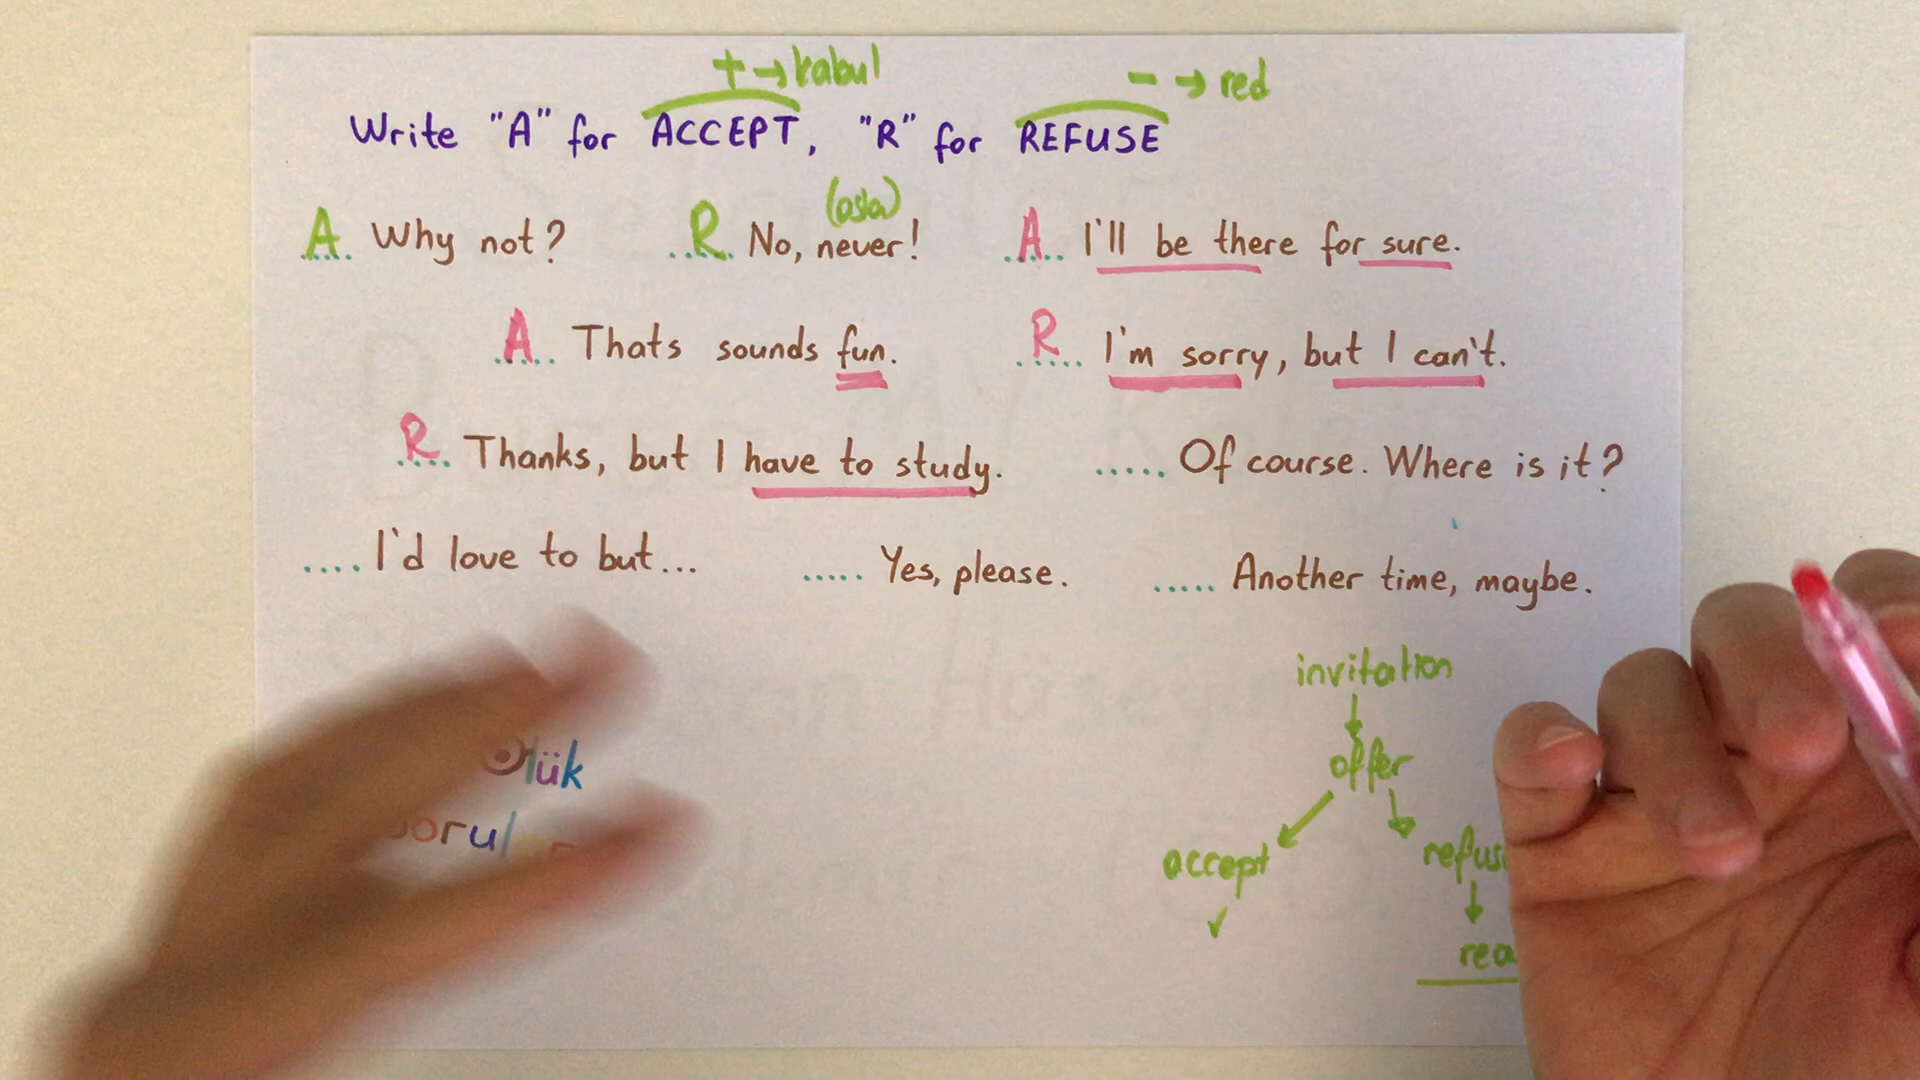 + → kabul - → red
Write "A" for ACCEPT, "R" for REFUSE
(asla)
A Why not? R No, never! A I'll be there for sure.
A Thats sounds fun. R I'm sorry, but I can't.
R Thanks, but I have to study. ..... Of course. Where is it?
.... I'd love to but... ..... Yes, please. ..... Another time, maybe.
invitation
↓
offer
accept refus
✓ ↓
rea
lük
orul